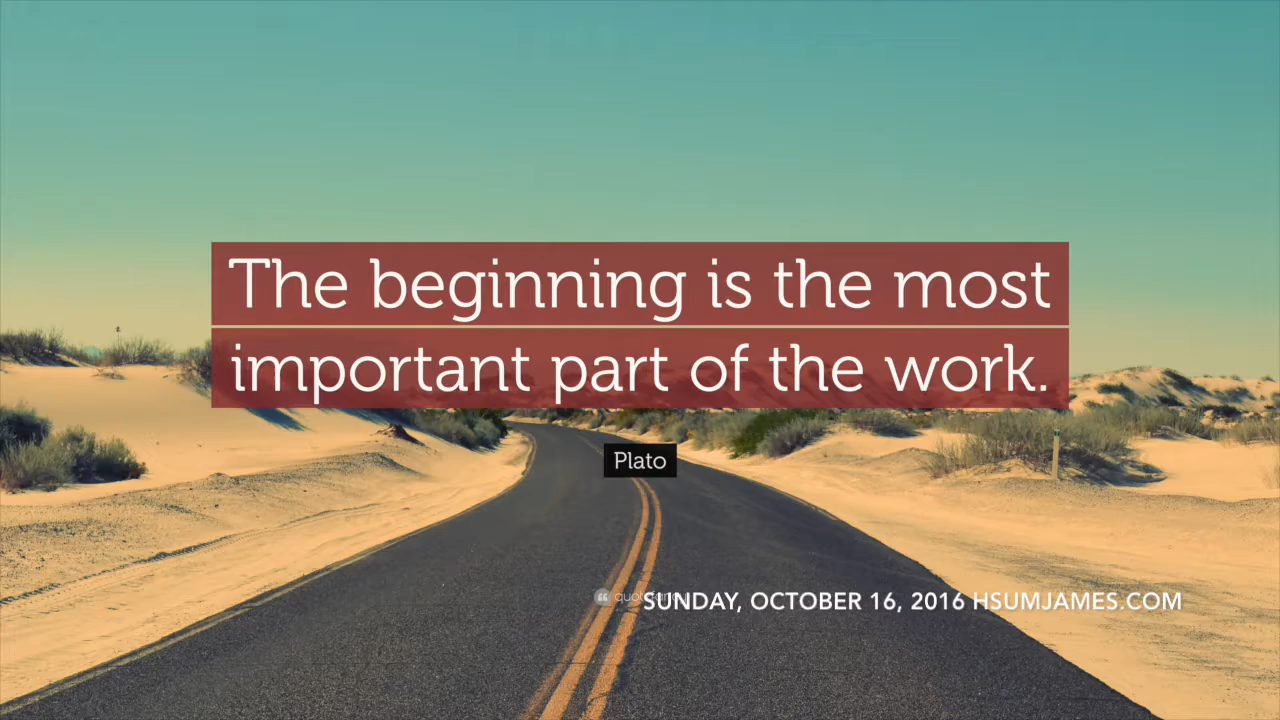 The beginning is the most
important part of the work.
Plato
SUNDAY, OCTOBER 16, 2016 HSUMJAMES.COM